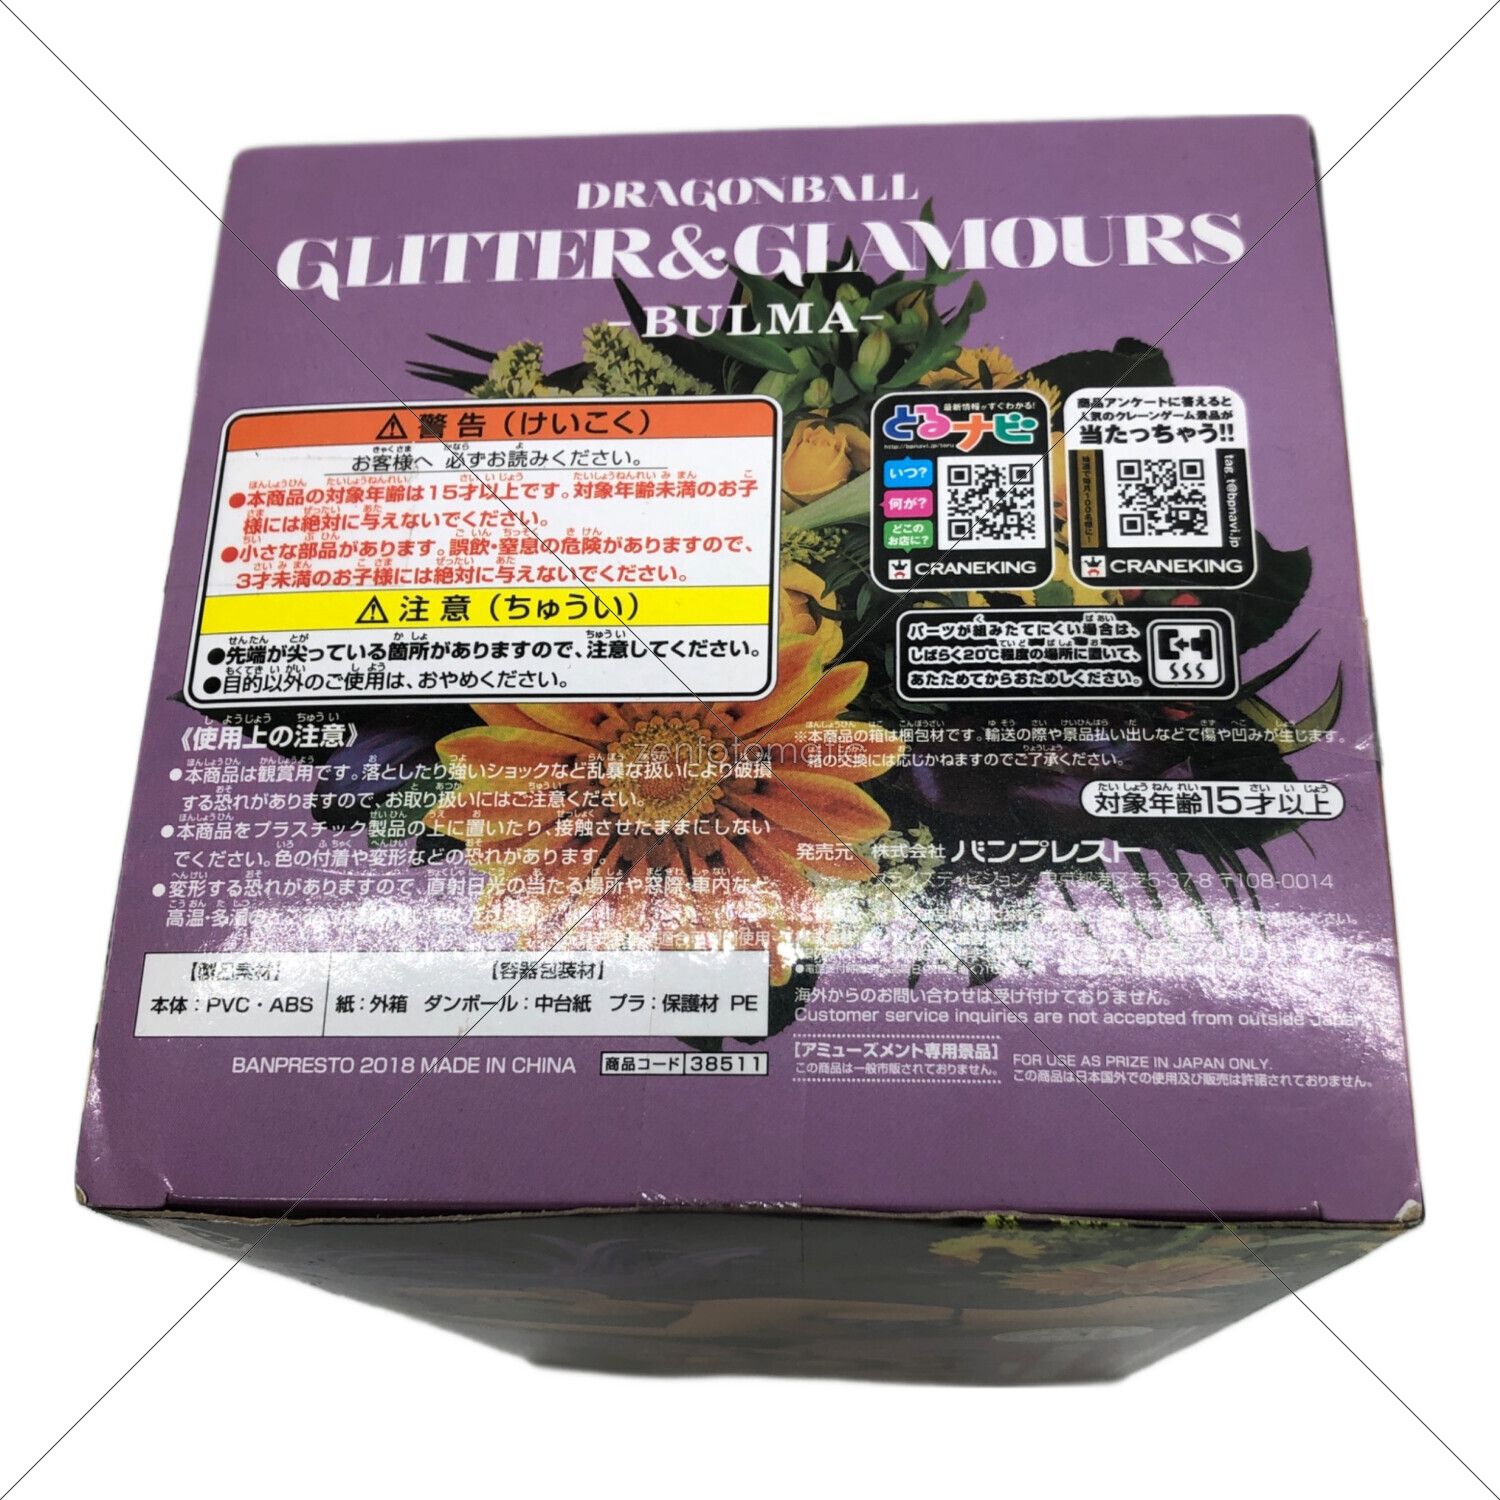 DRAGONBALL
GLITTER&GLAMOURS
-BULMA-
⚠警告（けいこく）
お客様へ 必ずお読みください。
●本商品の対象年齢は15才以上です。対象年齢未満のお子
様には絶対に与えないでください。
●小さな部品があります。誤飲・窒息の危険がありますので、
3才未満のお子様には絶対に与えないでください。
⚠注意（ちゅうい）
●先端が尖っている箇所がありますので、注意してください。
●目的以外のご使用は、おやめください。
《使用上の注意》
●本商品は観賞用です。落としたり強いショックなど乱暴な扱いにより破損
する恐れがありますので、お取り扱いにはご注意ください。
●本商品をプラスチック製品の上に置いたり、接触させたままにしない
でください。色の付着や変形などの恐れがあります。
●変形する恐れがありますので、直射日光の当たる場所や窓際・車内など、
高温・多湿の
【製品素材】
本体：PVC・ABS
【容器包装材】
紙：外箱 ダンボール：中台紙 プラ：保護材 PE
BANPRESTO 2018 MADE IN CHINA
商品コード 38511
とるナビ
最新情報がすぐわかる!
いつ?
何が?
どこの
お店に?
CRANEKING
商品アンケートに答えると
人気のクレーンゲーム景品が
当たっちゃう!!
抽選で毎月100名様に!
tag_t@bpnavi.jp
CRANEKING
パーツが組みたてにくい場合は、
しばらく20℃程度の場所に置いて、
あたためてからおためしください。
※本商品の箱は梱包材です。輸送の際や景品払い出しなどで傷や凹みが生じます。
箱の交換には応じかねますのでご了承ください。
対象年齢15才以上
発売元 株式会社 バンプレスト
5-37-8 〒108-0014
海外からのお問い合わせは受け付けておりません。
Customer service inquiries are not accepted from outside Japan.
【アミューズメント専用景品】
この商品は一般市販されておりません。
FOR USE AS PRIZE IN JAPAN ONLY.
この商品は日本国外での使用及び販売は許諾されておりません。
zenfotomatic